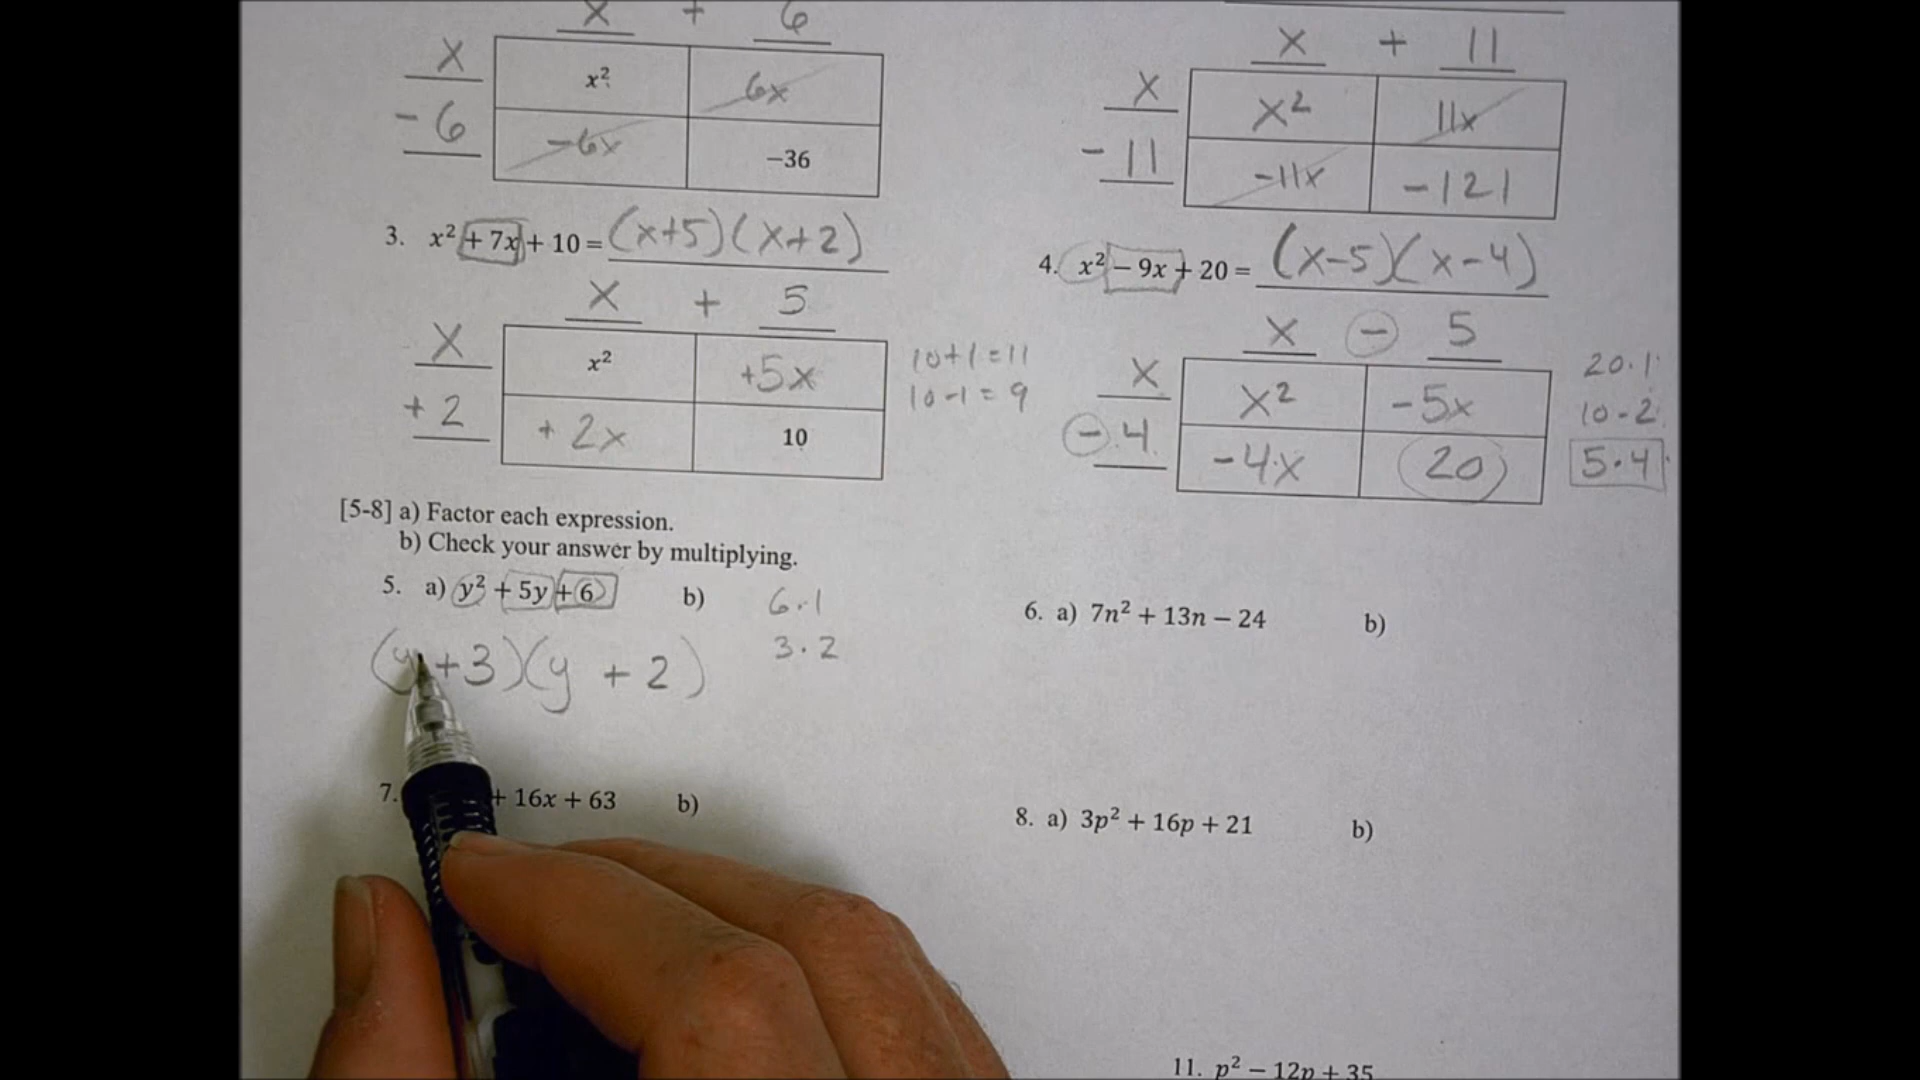 x + 6
x
x²
6x
- 6
-6x
−36
x + 11
x
x²
11x
- 11
-11x
-121
3. x² + 7x + 10 = (x+5)(x+2)
x + 5
x
x²
+5x
+ 2
+ 2x
10
10+1=11
10-1=9
4. x² − 9x + 20 = (x-5)(x-4)
x - 5
x
x²
-5x
- 4
-4x
20
20·1
10·2
5·4
[5-8] a) Factor each expression.
b) Check your answer by multiplying.
5. a) y² + 5y + 6 b)
6·1
3·2
(y+3)(y + 2)
6. a) 7n² + 13n − 24 b)
7. + 16x + 63 b)
8. a) 3p² + 16p + 21 b)
11. p² − 12p + 35